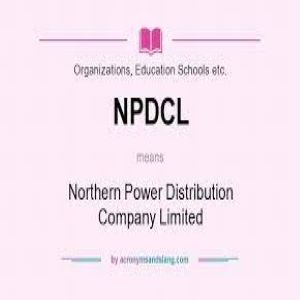 Organizations, Education Schools etc.
NPDCL
means
Northern Power Distribution
Company Limited
by acronymsandslang.com